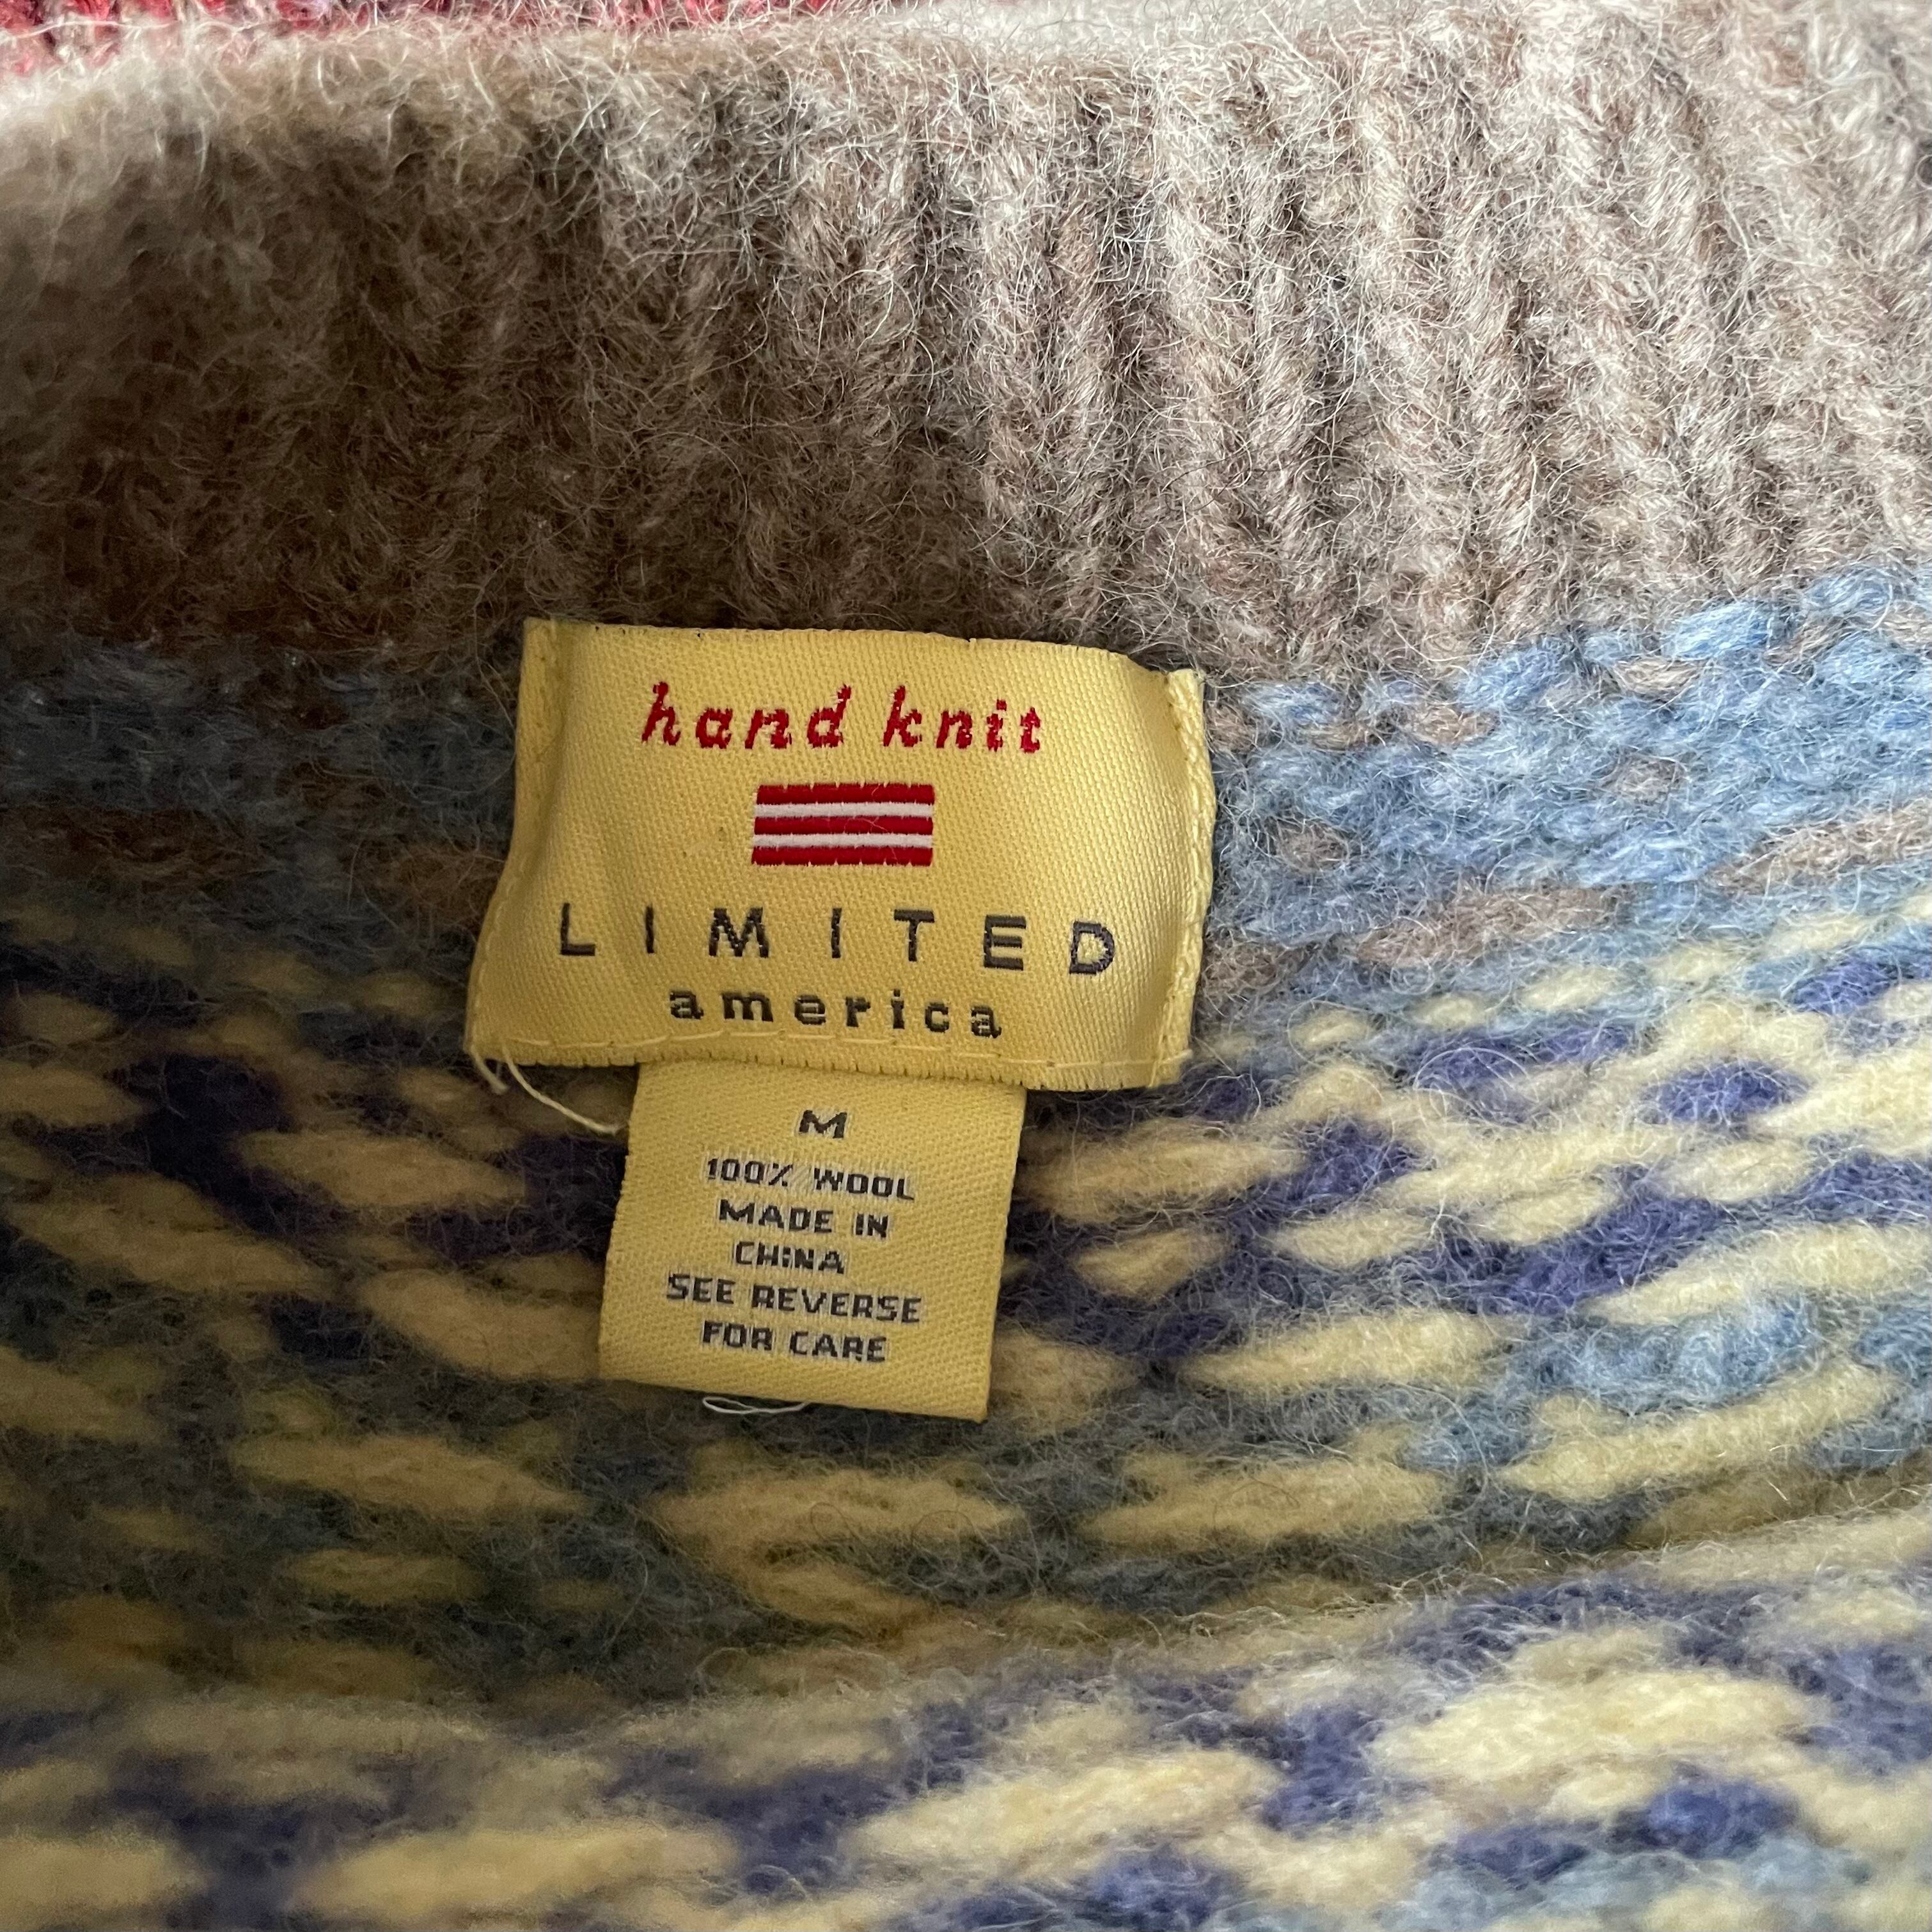 hand knit
LIMITED
america
M
100% WOOL
MADE IN
CHINA
SEE REVERSE
FOR CARE